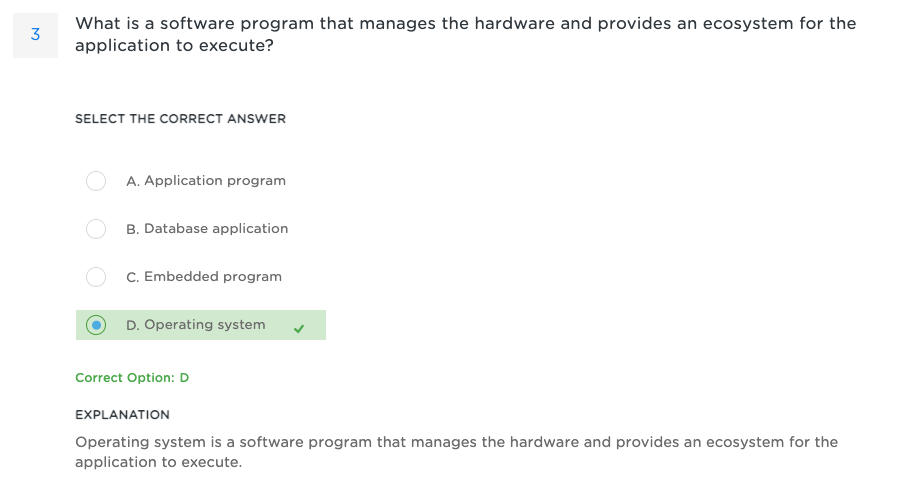 3
What is a software program that manages the hardware and provides an ecosystem for the
application to execute?
SELECT THE CORRECT ANSWER
A. Application program
B. Database application
C. Embedded program
D. Operating system
Correct Option: D
EXPLANATION
Operating system is a software program that manages the hardware and provides an ecosystem for the
application to execute.